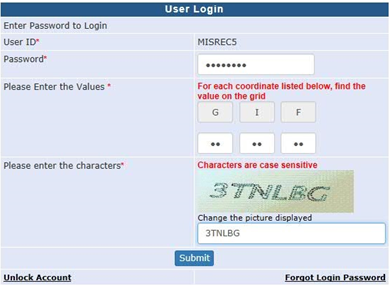 User Login
Enter Password to Login
User ID* MISREC5
Password* ••••••••
Please Enter the Values * For each coordinate listed below, find the
value on the grid
G I F
•• •• ••
Please enter the characters* Characters are case sensitive
3TNLBG
Change the picture displayed
3TNLBG
Submit
Unlock Account Forgot Login Password